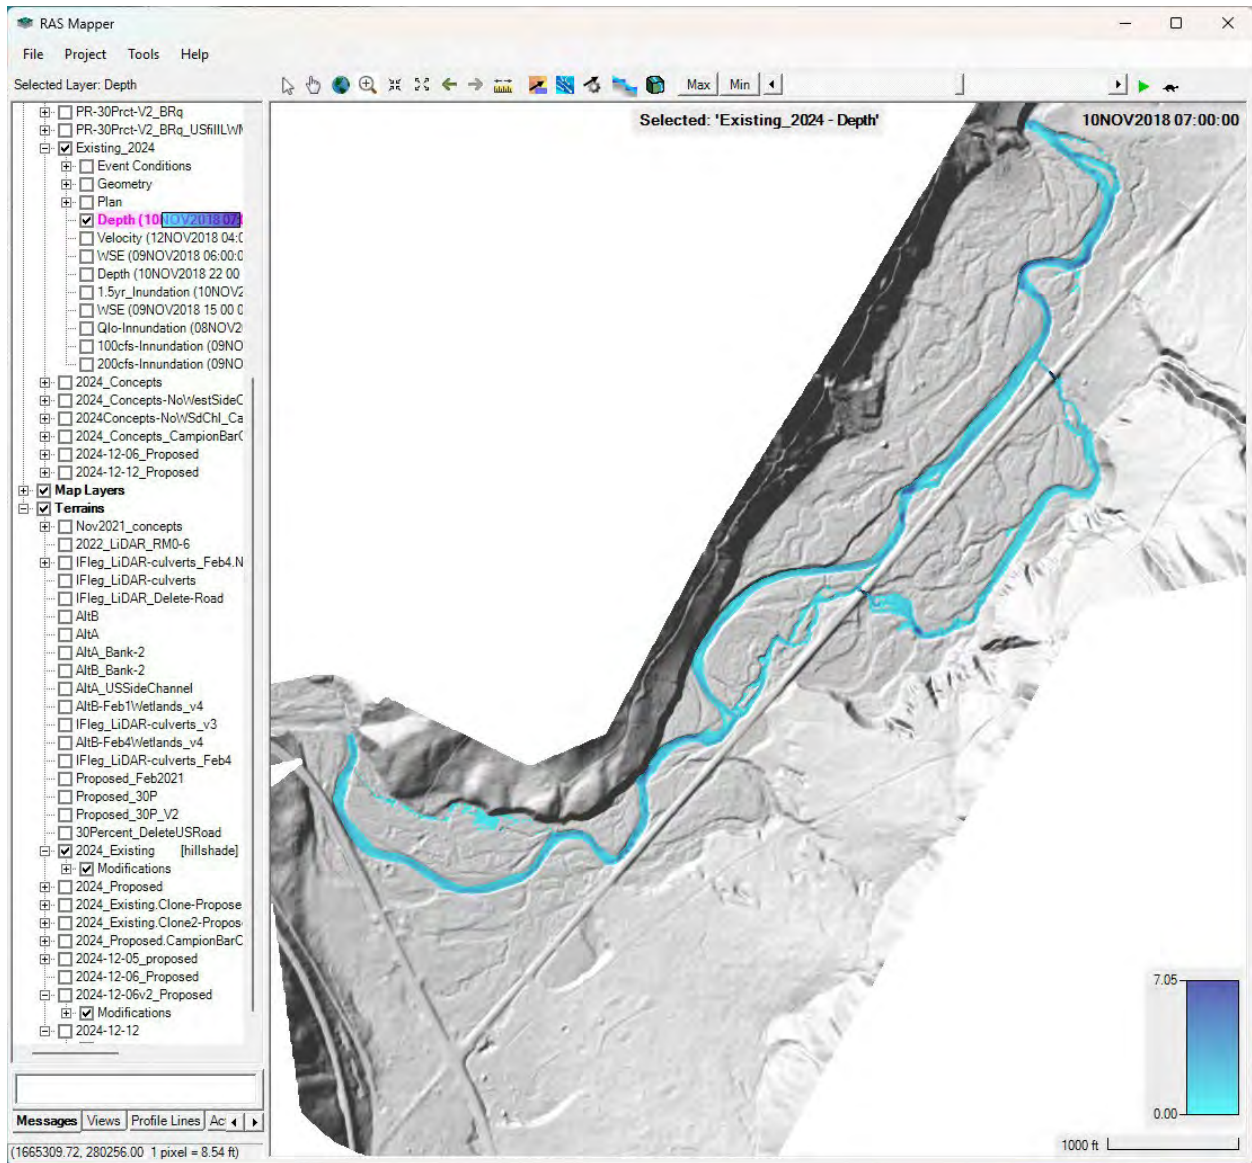 RAS Mapper
File Project Tools Help
Selected Layer: Depth
Max Min
PR-30Prct-V2_BRq
PR-30Prct-V2_BRq_USfillLWM
Existing_2024
Event Conditions
Geometry
Plan
Depth (10NOV2018 07:0
Velocity (12NOV2018 04:0
WSE (09NOV2018 06:00:0
Depth (10NOV2018 22 00
1.5yr_Inundation (10NOV2
WSE (09NOV2018 15 00 0
Qlo-Innundation (08NOV2
100cfs-Innundation (09NO
200cfs-Innundation (09NO
2024_Concepts
2024_Concepts-NoWestSideC
2024Concepts-NoWSdChl_Ca
2024_Concepts_CampionBar(
2024-12-06_Proposed
2024-12-12_Proposed
Map Layers
Terrains
Nov2021_concepts
2022_LiDAR_RM0-6
IFleg_LiDAR-culverts_Feb4.N
IFleg_LiDAR-culverts
IFleg_LiDAR_Delete-Road
AltB
AltA
AltA_Bank-2
AltB_Bank-2
AltA_USSideChannel
AltB-Feb1Wetlands_v4
IFleg_LiDAR-culverts_v3
AltB-Feb4Wetlands_v4
IFleg_LiDAR-culverts_Feb4
Proposed_Feb2021
Proposed_30P
Proposed_30P_V2
30Percent_DeleteUSRoad
2024_Existing [hillshade]
Modifications
2024_Proposed
2024_Existing.Clone-Propose
2024_Existing.Clone2-Propos
2024_Proposed.CampionBarC
2024-12-05_proposed
2024-12-06_Proposed
2024-12-06v2_Proposed
Modifications
2024-12-12
Messages Views Profile Lines Ac
(1665309.72, 280256.00 1 pixel = 8.54 ft)
Selected: 'Existing_2024 - Depth'
10NOV2018 07:00:00
7.05
0.00
1000 ft